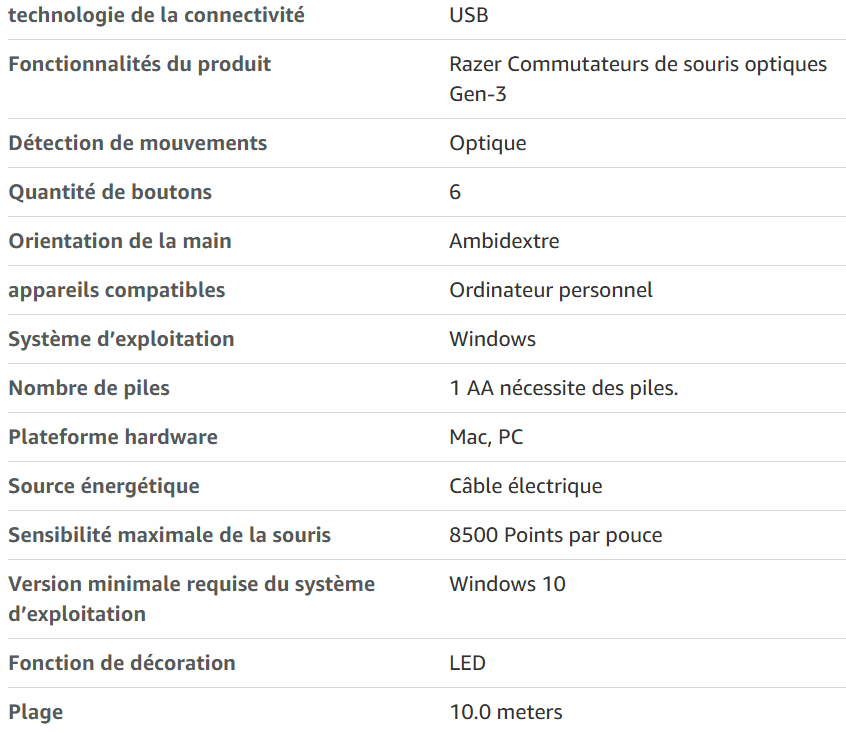 technologie de la connectivité USB
Fonctionnalités du produit Razer Commutateurs de souris optiques
Gen-3
Détection de mouvements Optique
Quantité de boutons 6
Orientation de la main Ambidextre
appareils compatibles Ordinateur personnel
Système d’exploitation Windows
Nombre de piles 1 AA nécessite des piles.
Plateforme hardware Mac, PC
Source énergétique Câble électrique
Sensibilité maximale de la souris 8500 Points par pouce
Version minimale requise du système Windows 10
d’exploitation
Fonction de décoration LED
Plage 10.0 meters